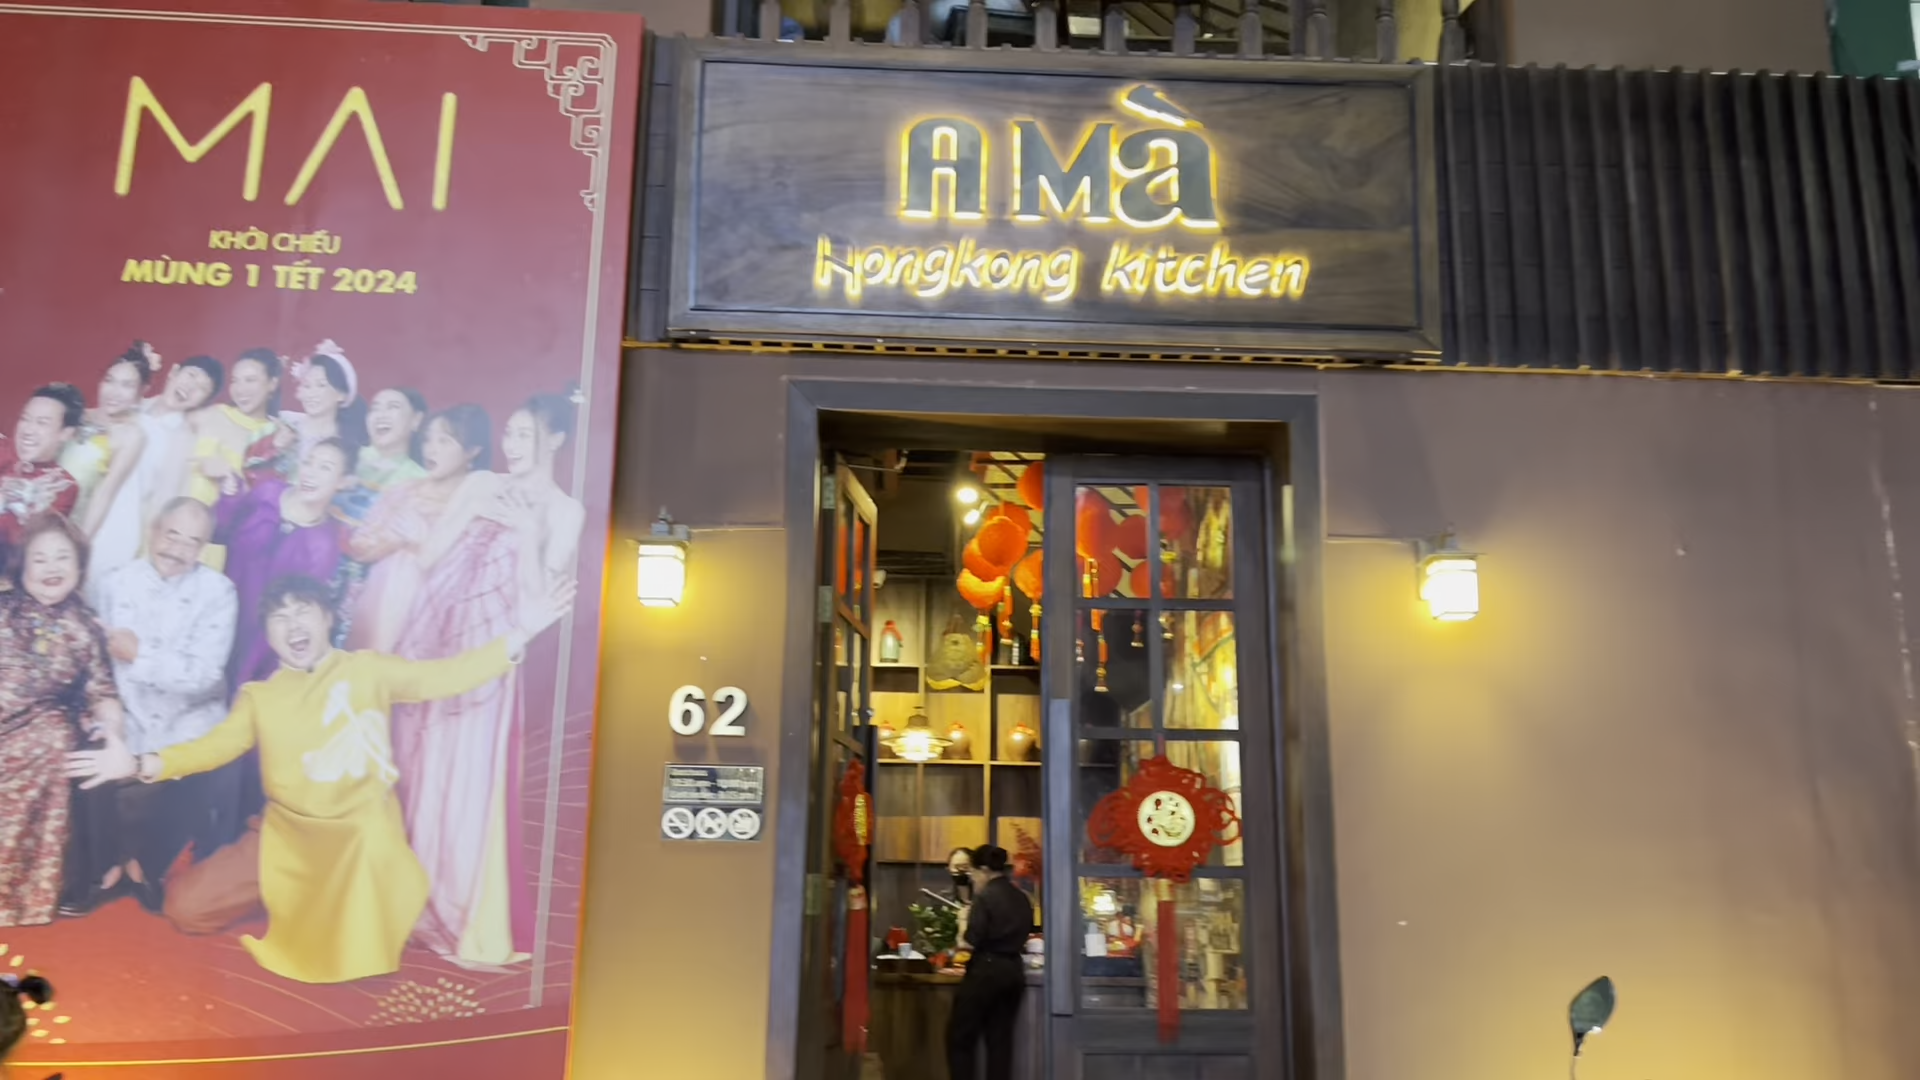 MAI
KHỞI CHIẾU
MÙNG 1 TẾT 2024
A Mà
Hongkong kitchen
62